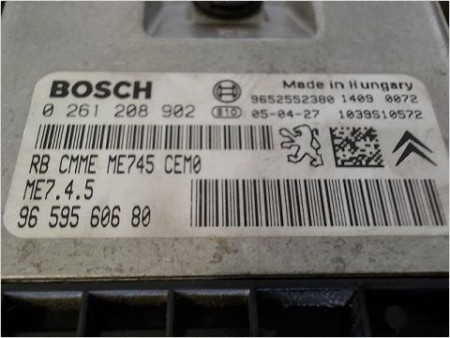 BOSCH
Made in Hungary
9652552380 1409 0072
0 261 208 902
810 05-04-27 1039S10572
RB CMME ME745 CEM0
ME7.4.5
96 595 606 80